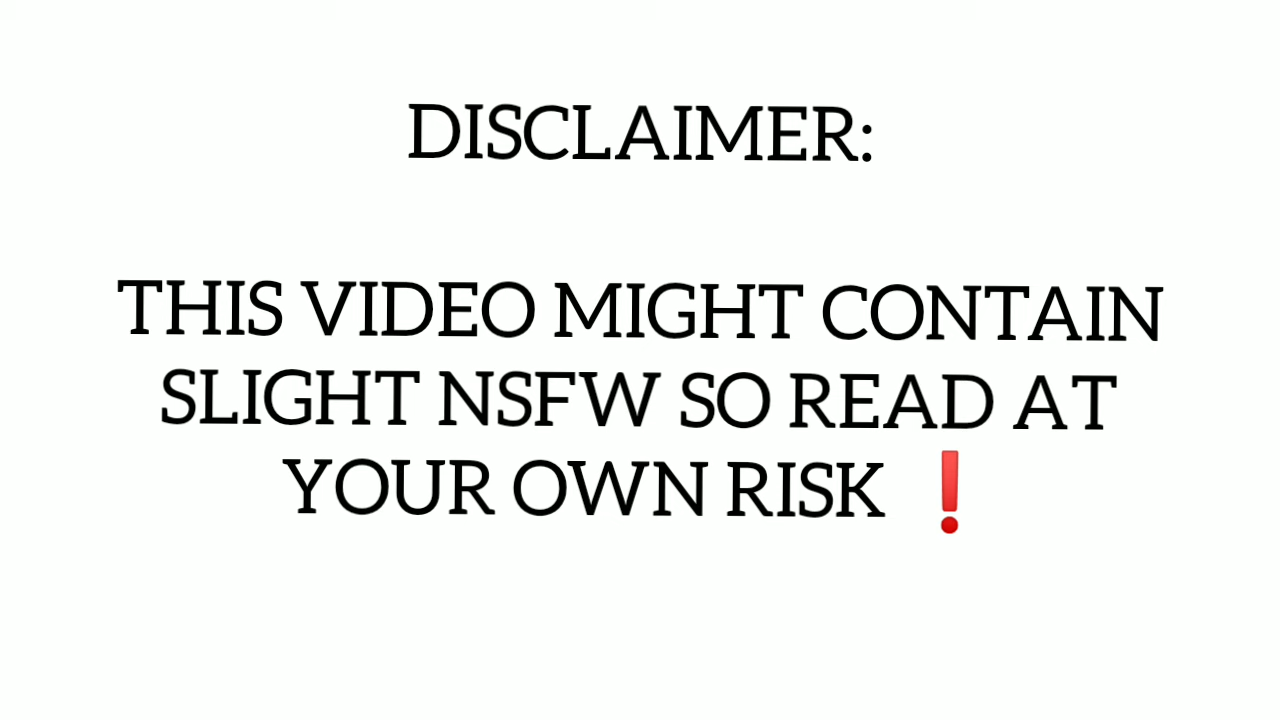 DISCLAIMER:
THIS VIDEO MIGHT CONTAIN
SLIGHT NSFW SO READ AT
YOUR OWN RISK ❗